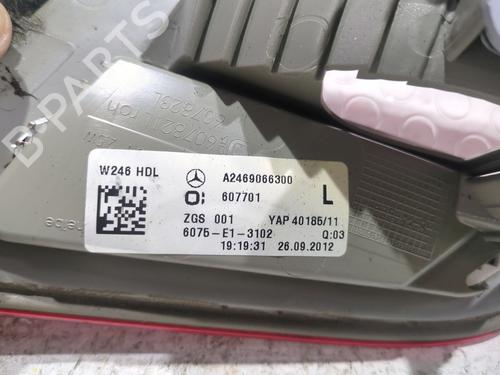 B-PARTS
W246 HDL
A2469066300
607701
L
ZGS 001 YAP 40185/11
6075-E1-3102 Q:03
19:19:31 26.09.2012